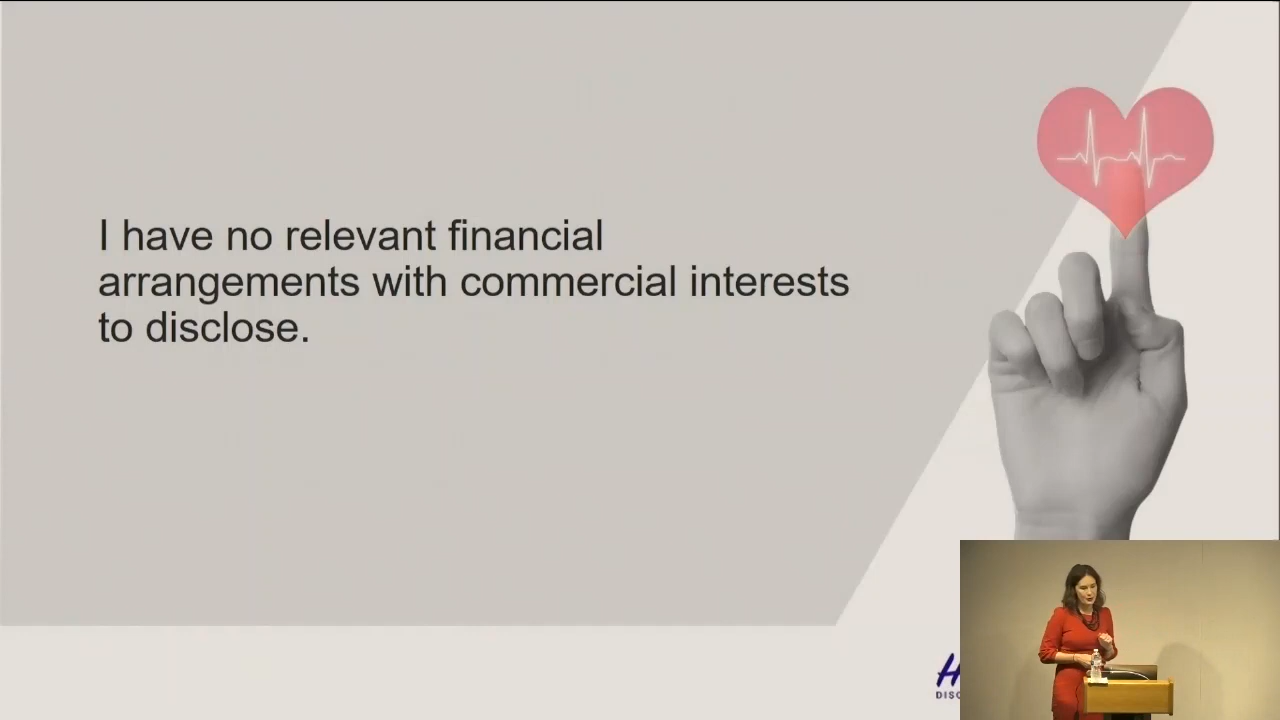 I have no relevant financial
arrangements with commercial interests
to disclose.